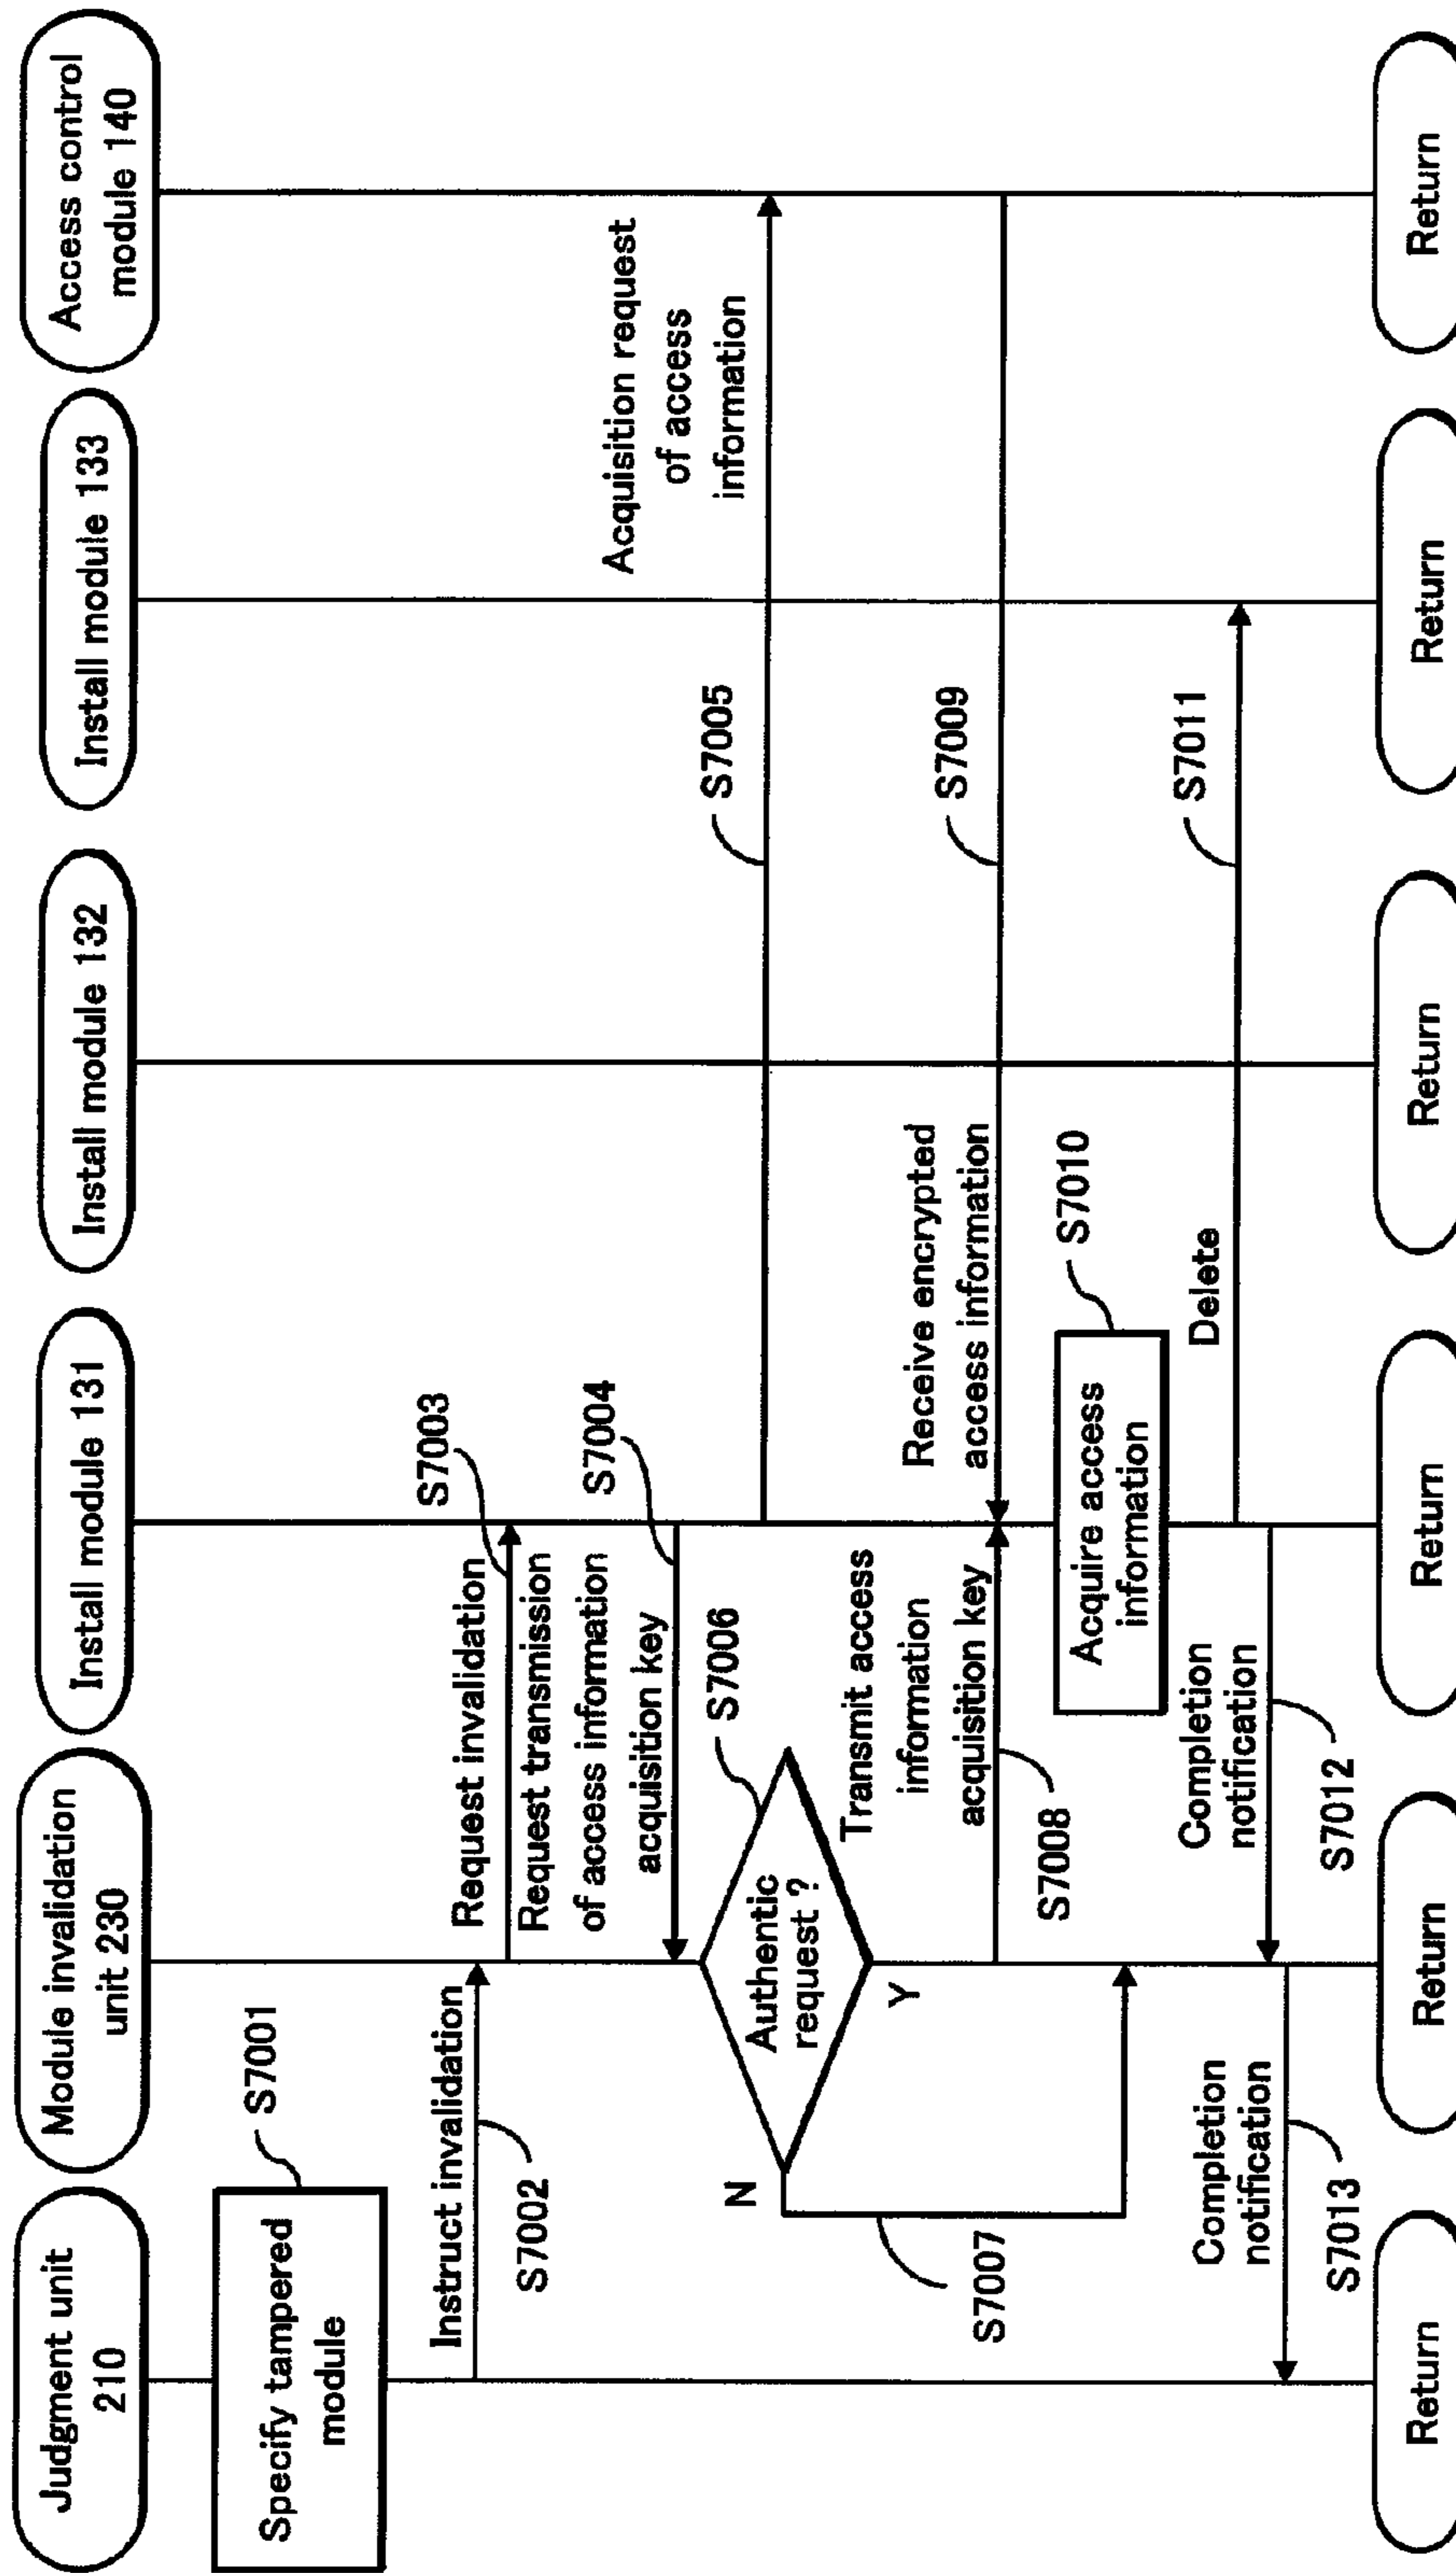 Judgment unit
210
Module invalidation
unit 230
Install module 131
Install module 132
Install module 133
Access control
module 140
Specify tampered
module
S7001
Instruct invalidation
S7002
Request invalidation
S7003
Request transmission
of access information
acquisition key
S7004
Acquisition request
of access
information
S7005
Authentic
request ?
S7006
N
Y
S7007
Transmit access
information
acquisition key
S7008
Receive encrypted
access information
S7009
Acquire access
information
S7010
Delete
S7011
Completion
notification
S7012
Completion
notification
S7013
Return
Return
Return
Return
Return
Return